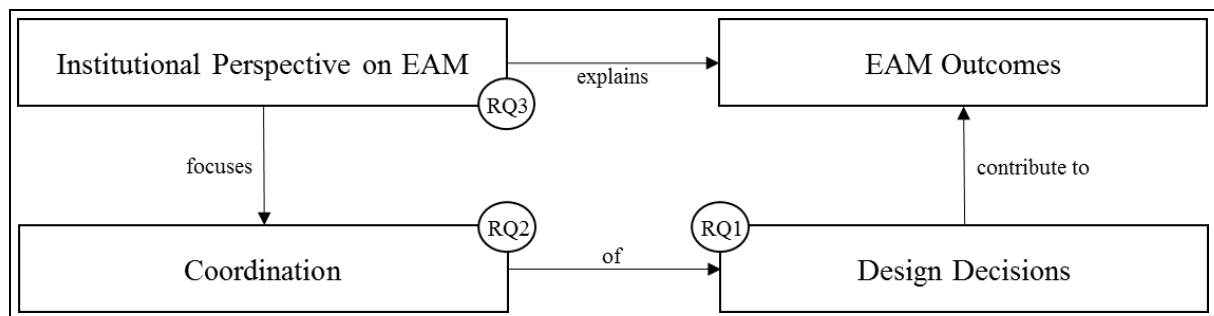 Institutional Perspective on EAM
explains
EAM Outcomes
RQ3
focuses
contribute to
RQ2
RQ1
Coordination
of
Design Decisions